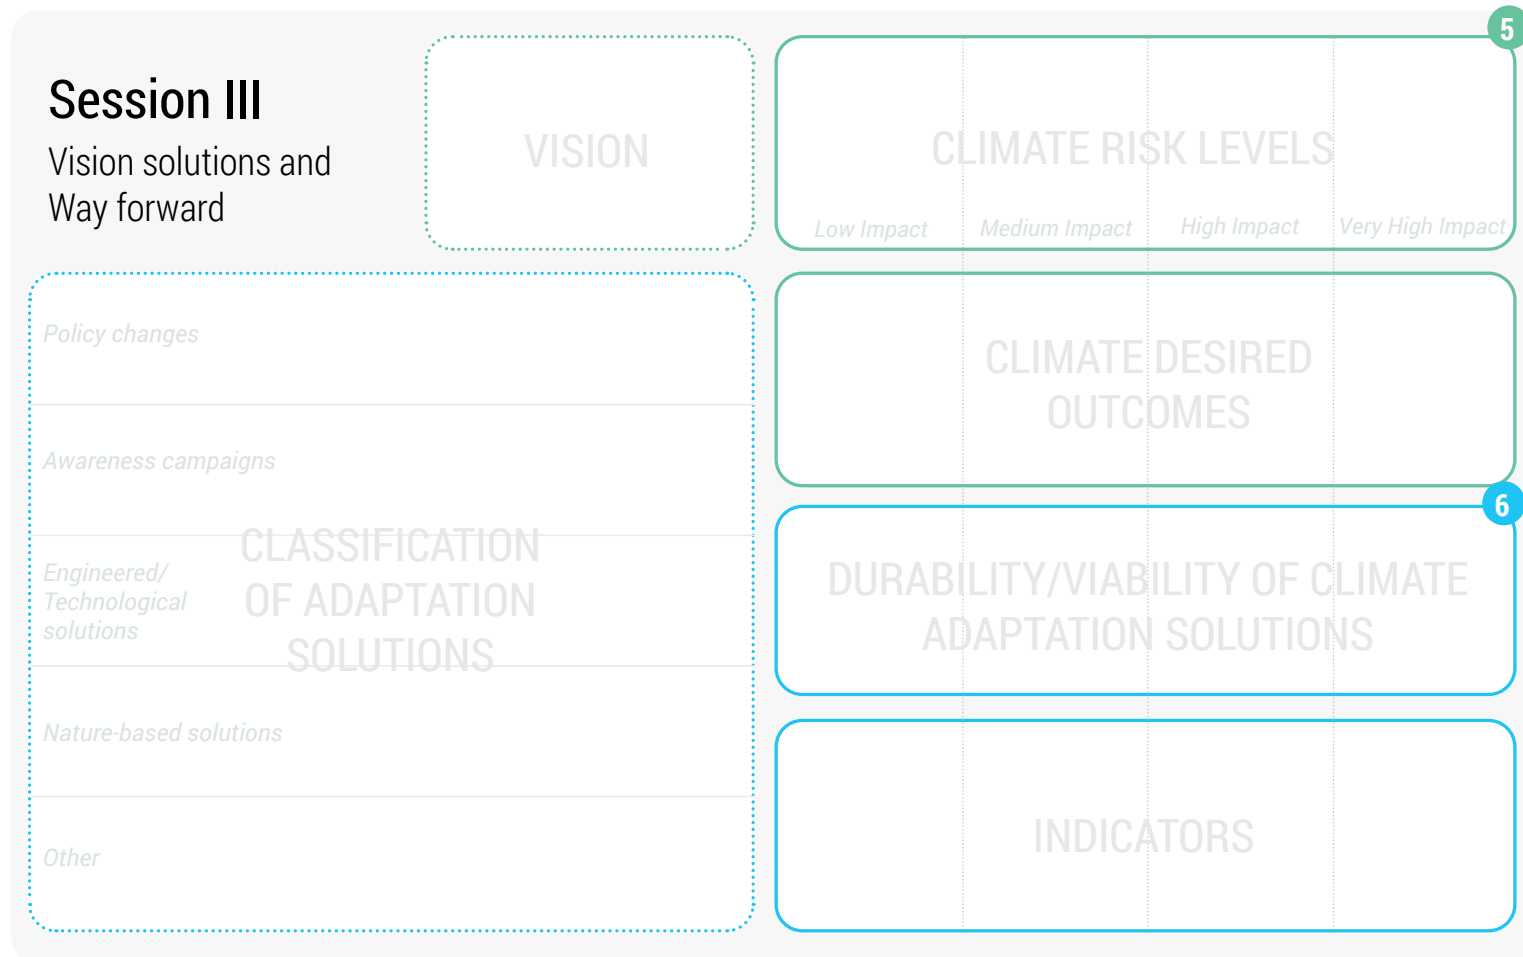 Session III
Vision solutions and
Way forward
VISION
5
CLIMATE RISK LEVELS
Low Impact
Medium Impact
High Impact
Very High Impact
CLIMATE DESIRED
OUTCOMES
Policy changes
Awareness campaigns
Engineered/
Technological
solutions
Nature-based solutions
Other
CLASSIFICATION
OF ADAPTATION
SOLUTIONS
6
DURABILITY/VIABILITY OF CLIMATE
ADAPTATION SOLUTIONS
INDICATORS